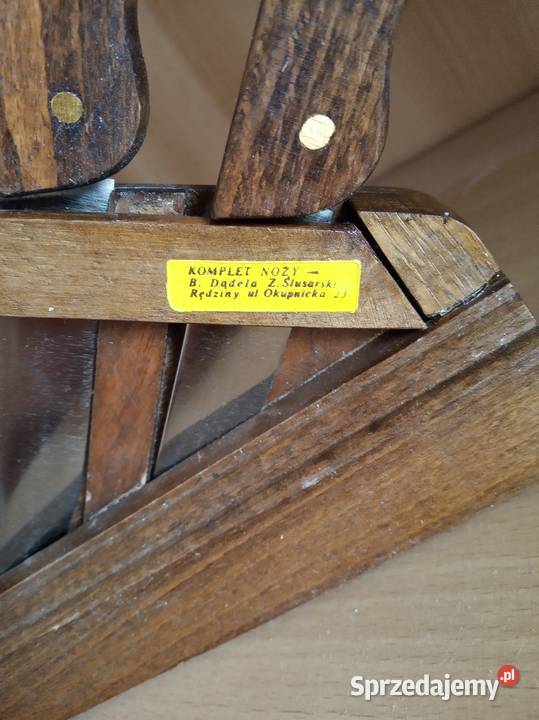 KOMPLET NOŻY —
B. Dądela Z. Ślusarski
Rędziny ul Okupnicka 23
Sprzedajemy.pl